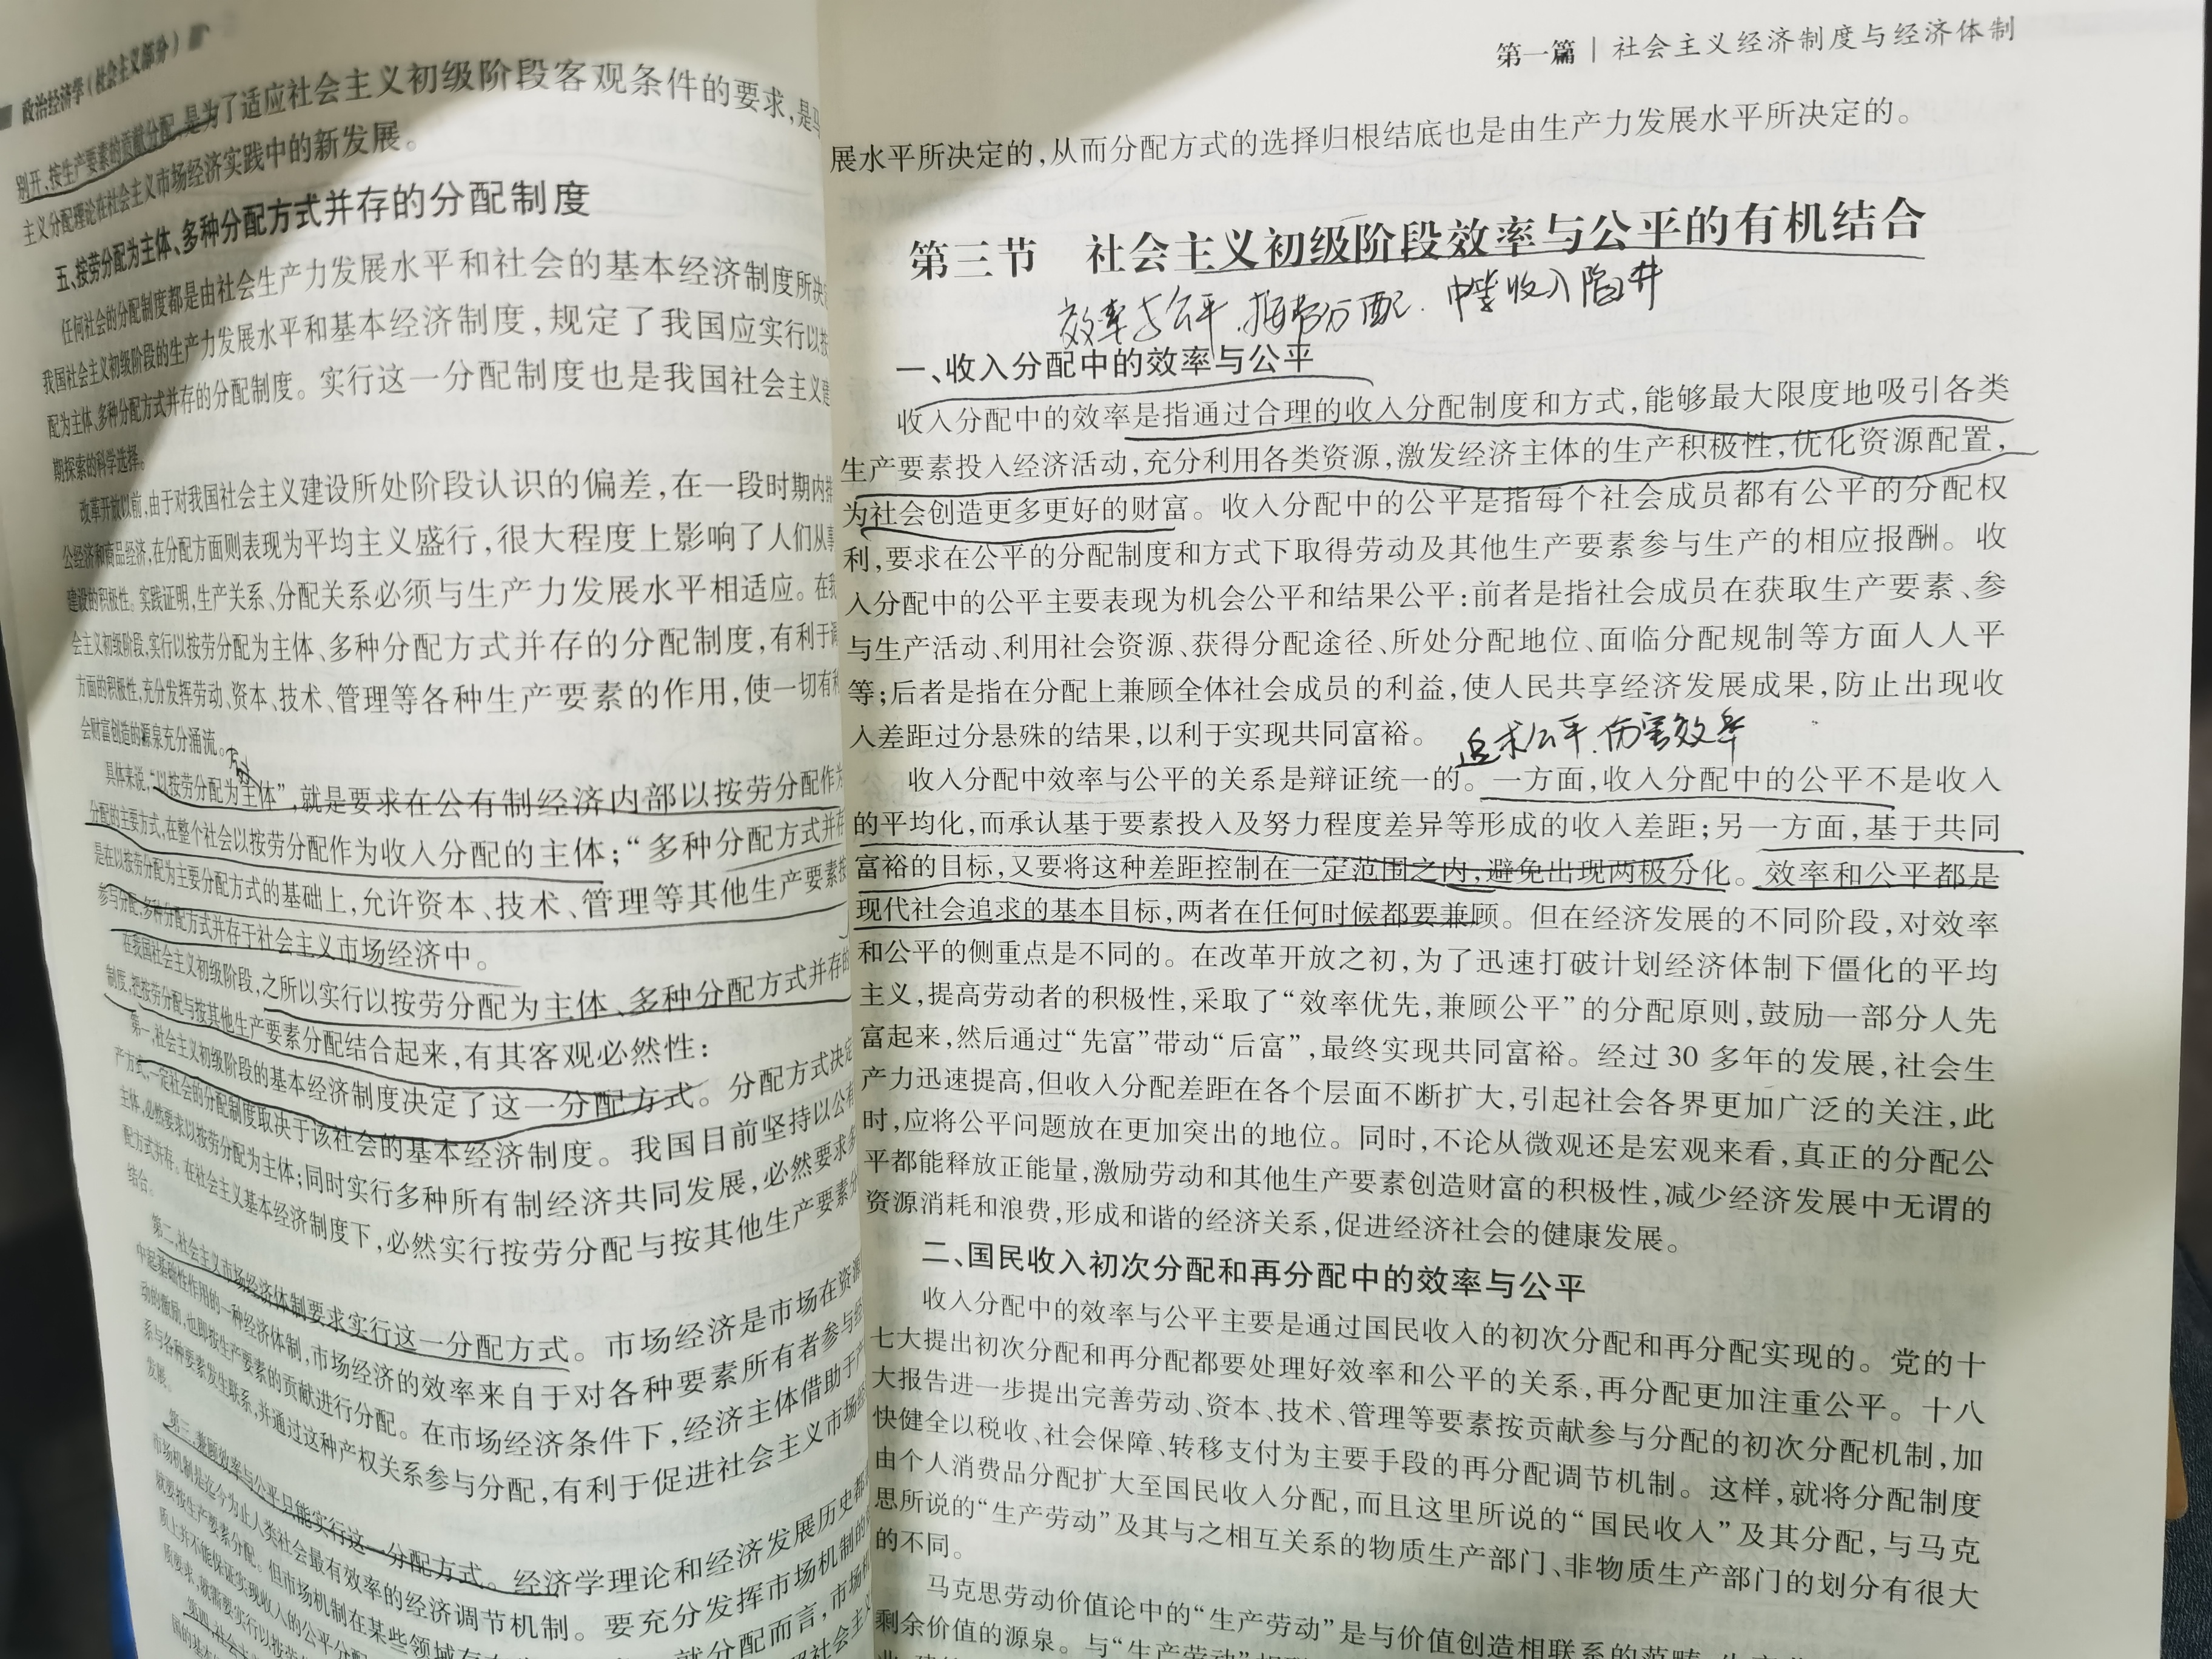 政治经济学(社会主义部分)
别开、按生产要素的贡献分配,是为了适应社会主义初级阶段客观条件的要求,是马
主义分配理论在社会主义市场经济实践中的新发展。
五、按劳分配为主体、多种分配方式并存的分配制度
任何社会的分配制度都是由社会生产力发展水平和社会的基本经济制度所决
我国社会主义初级阶段的生产力发展水平和基本经济制度,规定了我国应实行以按
配为主体、多种分配方式并存的分配制度。实行这一分配制度也是我国社会主义建
期探索的科学选择。
改革开放以前,由于对我国社会主义建设所处阶段认识的偏差,在一段时期内
公经济和商品经济,在分配方面则表现为平均主义盛行,很大程度上影响了人们从事
建设的积极性。实践证明,生产关系、分配关系必须与生产力发展水平相适应。在我
会主义初级阶段,实行以按劳分配为主体、多种分配方式并存的分配制度,有利于调
方面的积极性,充分发挥劳动、资本、技术、管理等各种生产要素的作用,使一切有利
会财富创造的源泉充分涌流。
具体来说,“以按劳分配为主体”,就是要求在公有制经济内部以按劳分配作为
分配的主要方式,在整个社会以按劳分配作为收入分配的主体;“多种分配方式并存
是在以按劳分配为主要分配方式的基础上,允许资本、技术、管理等其他生产要素按
参与分配,多种分配方式并存于社会主义市场经济中。
在我国社会主义初级阶段,之所以实行以按劳分配为主体、多种分配方式并存的
制度,把按劳分配与按其他生产要素分配结合起来,有其客观必然性:
第一,社会主义初级阶段的基本经济制度决定了这一分配方式。分配方式决定
产方式,一定社会的分配制度取决于该社会的基本经济制度。我国目前坚持以公有
主体,必然要求以按劳分配为主体;同时实行多种所有制经济共同发展,必然要求多
配方式并存。在社会主义基本经济制度下,必然实行按劳分配与按其他生产要素分
结合。
第二,社会主义市场经济体制要求实行这一分配方式。市场经济是市场在资源
中起基础性作用的一种经济体制,市场经济的效率来自于对各种要素所有者参与经
动的激励,也即按生产要素的贡献进行分配。在市场经济条件下,经济主体借助于产
系与各种要素发生联系,并通过这种产权关系参与分配,有利于促进社会主义市场经
发展。
第三,兼顾效率与公平只能实行这一分配方式。经济学理论和经济发展历史都
市场机制是迄今为止人类社会最有效率的经济调节机制。要充分发挥市场机制的
就要按生产要素分配。但市场机制在某些领域存在 就分配而言,市场机
质上并不能保证实现收入的公平分配
质要求,就需要实行以按劳
第四,社会主
国的基本
第一篇 | 社会主义经济制度与经济体制
展水平所决定的,从而分配方式的选择归根结底也是由生产力发展水平所决定的。
第三节 社会主义初级阶段效率与公平的有机结合
效率与公平.按劳分配.中等收入陷井
一、收入分配中的效率与公平
收入分配中的效率是指通过合理的收入分配制度和方式,能够最大限度地吸引各类
生产要素投入经济活动,充分利用各类资源,激发经济主体的生产积极性,优化资源配置,
为社会创造更多更好的财富。收入分配中的公平是指每个社会成员都有公平的分配权
利,要求在公平的分配制度和方式下取得劳动及其他生产要素参与生产的相应报酬。收
入分配中的公平主要表现为机会公平和结果公平:前者是指社会成员在获取生产要素、参
与生产活动、利用社会资源、获得分配途径、所处分配地位、面临分配规制等方面人人平
等;后者是指在分配上兼顾全体社会成员的利益,使人民共享经济发展成果,防止出现收
入差距过分悬殊的结果,以利于实现共同富裕。
追求公平.伤害效率
收入分配中效率与公平的关系是辩证统一的。一方面,收入分配中的公平不是收入
的平均化,而承认基于要素投入及努力程度差异等形成的收入差距;另一方面,基于共同
富裕的目标,又要将这种差距控制在一定范围之内,避免出现两极分化。效率和公平都是
现代社会追求的基本目标,两者在任何时候都要兼顾。但在经济发展的不同阶段,对效率
和公平的侧重点是不同的。在改革开放之初,为了迅速打破计划经济体制下僵化的平均
主义,提高劳动者的积极性,采取了“效率优先,兼顾公平”的分配原则,鼓励一部分人先
富起来,然后通过“先富”带动“后富”,最终实现共同富裕。经过 30 多年的发展,社会生
产力迅速提高,但收入分配差距在各个层面不断扩大,引起社会各界更加广泛的关注,此
时,应将公平问题放在更加突出的地位。同时,不论从微观还是宏观来看,真正的分配公
平都能释放正能量,激励劳动和其他生产要素创造财富的积极性,减少经济发展中无谓的
资源消耗和浪费,形成和谐的经济关系,促进经济社会的健康发展。
二、国民收入初次分配和再分配中的效率与公平
收入分配中的效率与公平主要是通过国民收入的初次分配和再分配实现的。党的十
七大提出初次分配和再分配都要处理好效率和公平的关系,再分配更加注重公平。十八
大报告进一步提出完善劳动、资本、技术、管理等要素按贡献参与分配的初次分配机制,加
快健全以税收、社会保障、转移支付为主要手段的再分配调节机制。这样,就将分配制度
由个人消费品分配扩大至国民收入分配,而且这里所说的“国民收入”及其分配,与马克
思所说的“生产劳动”及其与之相互关系的物质生产部门、非物质生产部门的划分有很大
的不同。
马克思劳动价值论中的“生产劳动”是与价值创造相联系的范畴
剩余价值的源泉。与“生产劳动”